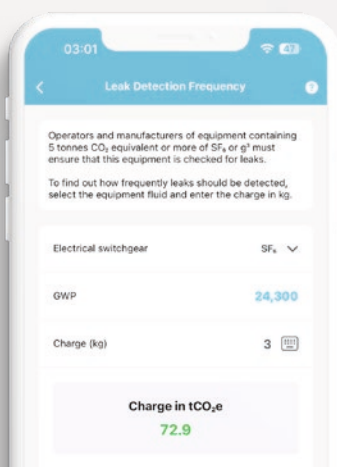 03:01
47
Leak Detection Frequency
?
Operators and manufacturers of equipment containing
5 tonnes CO₂ equivalent or more of SF₆ or g³ must
ensure that this equipment is checked for leaks.
To find out how frequently leaks should be detected,
select the equipment fluid and enter the charge in kg.
Electrical switchgear SF₆
GWP 24,300
Charge (kg) 3
Charge in tCO₂e
72.9